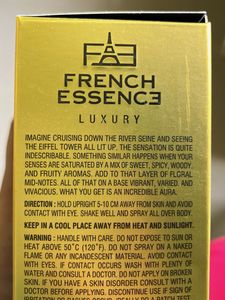 FRENCH
ESSENCE
LUXURY
IMAGINE CRUISING DOWN THE RIVER SEINE AND SEEING
THE EIFFEL TOWER ALL LIT UP. THE SENSATION IS QUITE
INDESCRIBABLE. SOMETHING SIMILAR HAPPENS WHEN YOUR
SENSES ARE SATURATED BY A MIX OF SWEET, SPICY, WOODY,
AND FRUITY AROMAS. ADD TO THAT LAYER OF FLORAL
MID-NOTES. ALL OF THAT ON A BASE VIBRANT, VARIED, AND
VIVACIOUS. WHAT YOU GET IS AN INCREDIBLE AURA.
DIRECTION : HOLD UPRIGHT 5-10 CM AWAY FROM SKIN AND AVOID
CONTACT WITH EYE. SHAKE WELL AND SPRAY ALL OVER BODY.
KEEP IN A COOL PLACE AWAY FROM HEAT AND SUNLIGHT.
WARNING : HANDLE WITH CARE. DO NOT EXPOSE TO SUN OR
HEAT ABOVE 50°C (120°F). DO NOT SPRAY ON A NAKED
FLAME OR ANY INCANDESCENT MATERIAL. AVOID CONTACT
WITH EYES. IF CONTACT OCCURS WASH WITH PLENTY OF
WATER AND CONSULT A DOCTOR. DO NOT APPLY ON BROKEN
SKIN. IF YOU HAVE A SKIN DISORDER CONSULT WITH A
DOCTOR BEFORE APPLYING. DISCONTINUE USE IF SIGN OF